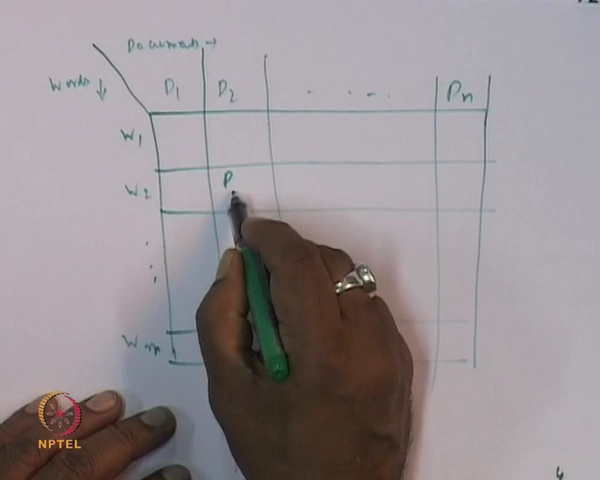 Documents →
Words ↓ D1 D2 - . - . Dn
W1
W2 P
⋮
Wm
NPTEL